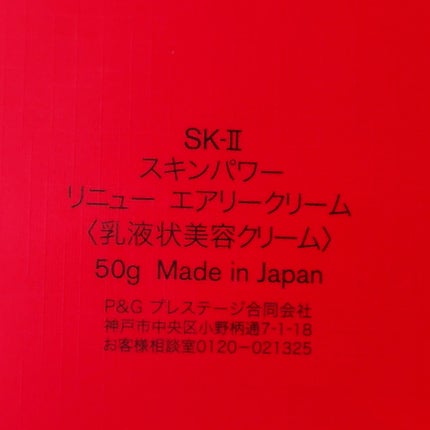 SK-Ⅱ
スキンパワー
リニュー エアリークリーム
〈乳液状美容クリーム〉
50g Made in Japan
P&G プレステージ合同会社
神戸市中央区小野柄通7-1-18
お客様相談室0120-021325